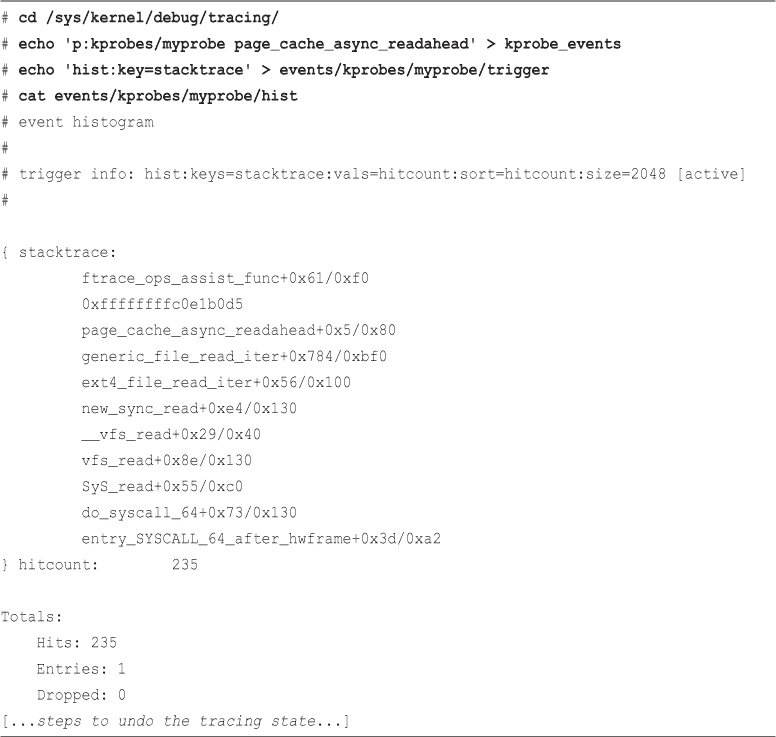 # cd /sys/kernel/debug/tracing/
# echo 'p:kprobes/myprobe page_cache_async_readahead' > kprobe_events
# echo 'hist:key=stacktrace' > events/kprobes/myprobe/trigger
# cat events/kprobes/myprobe/hist
# event histogram
#
# trigger info: hist:keys=stacktrace:vals=hitcount:sort=hitcount:size=2048 [active]
#
{ stacktrace:
ftrace_ops_assist_func+0x61/0xf0
0xffffffffc0e1b0d5
page_cache_async_readahead+0x5/0x80
generic_file_read_iter+0x784/0xbf0
ext4_file_read_iter+0x56/0x100
new_sync_read+0xe4/0x130
__vfs_read+0x29/0x40
vfs_read+0x8e/0x130
SyS_read+0x55/0xc0
do_syscall_64+0x73/0x130
entry_SYSCALL_64_after_hwframe+0x3d/0xa2
} hitcount: 235
Totals:
Hits: 235
Entries: 1
Dropped: 0
[...steps to undo the tracing state...]